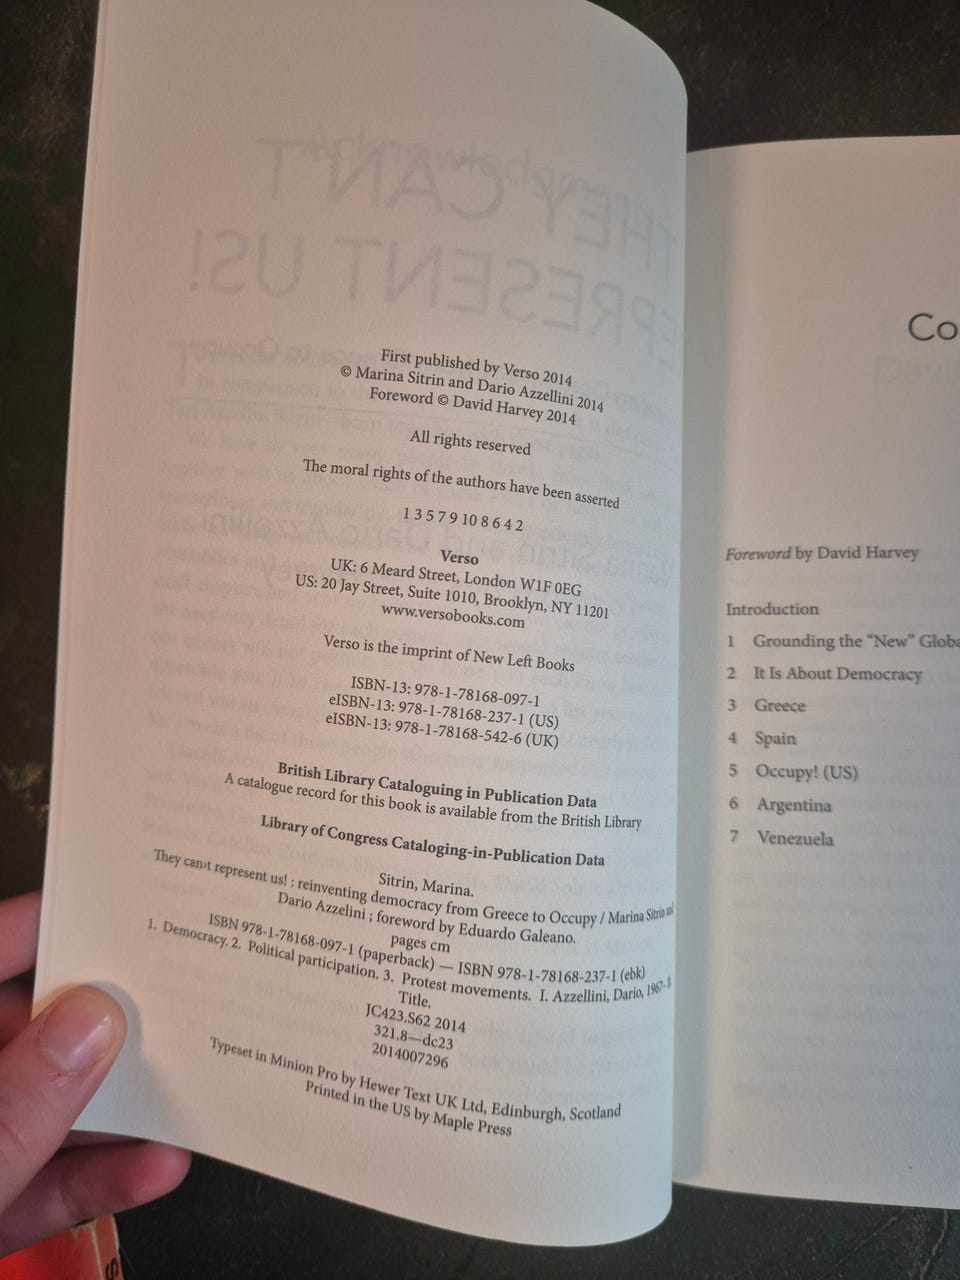 First published by Verso 2014
© Marina Sitrin and Dario Azzellini 2014
Foreword © David Harvey 2014
All rights reserved
The moral rights of the authors have been asserted
1 3 5 7 9 10 8 6 4 2
Verso
UK: 6 Meard Street, London W1F 0EG
US: 20 Jay Street, Suite 1010, Brooklyn, NY 11201
www.versobooks.com
Verso is the imprint of New Left Books
ISBN-13: 978-1-78168-097-1
eISBN-13: 978-1-78168-237-1 (US)
eISBN-13: 978-1-78168-542-6 (UK)
British Library Cataloguing in Publication Data
A catalogue record for this book is available from the British Library
Library of Congress Cataloging-in-Publication Data
Sitrin, Marina.
They can›t represent us! : reinventing democracy from Greece to Occupy / Marina Sitrin and
Dario Azzelini ; foreword by Eduardo Galeano.
pages cm
ISBN 978-1-78168-097-1 (paperback) — ISBN 978-1-78168-237-1 (ebk)
1. Democracy. 2. Political participation. 3. Protest movements. I. Azzellini, Dario, 1967- II.
Title.
JC423.S62 2014
321.8—dc23
2014007296
Typeset in Minion Pro by Hewer Text UK Ltd, Edinburgh, Scotland
Printed in the US by Maple Press
Co
Foreword by David Harvey
Introduction
1 Grounding the “New” Globa
2 It Is About Democracy
3 Greece
4 Spain
5 Occupy! (US)
6 Argentina
7 Venezuela